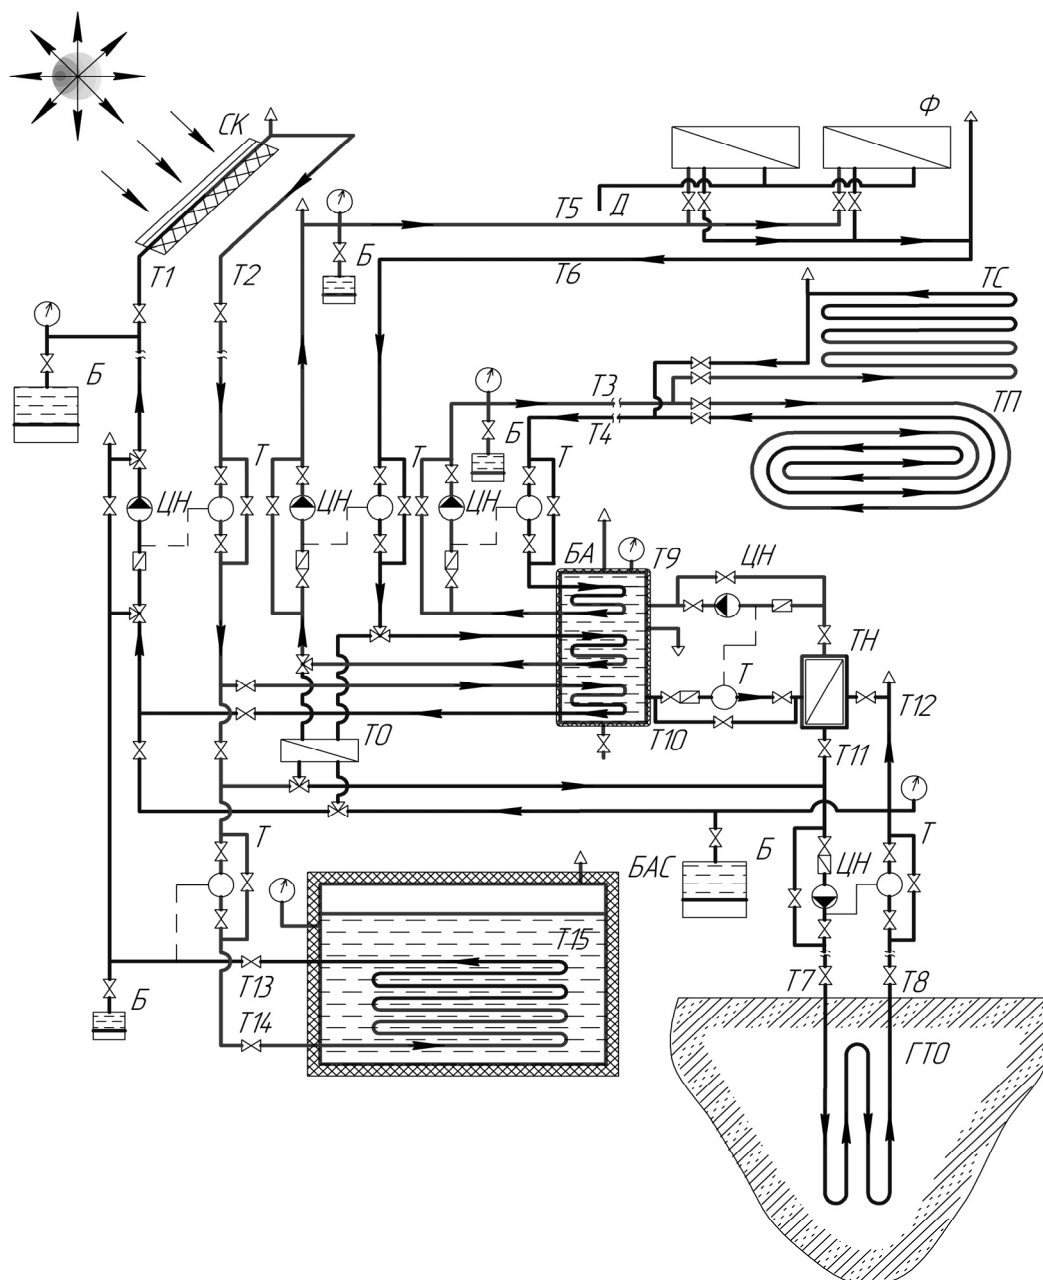 Ф
СК
Д
Т5
Б
Т1
Т2
Т6
ТС
Б
Т3
ТП
Т4
Б
Т
Т
Т
ЦН
ЦН
ЦН
БА
Т9
ЦН
ТН
Т
ТО
Т10
Т12
Т11
Т
Т
БАС
Б
ЦН
Т15
Т13
Т7
Т8
Б
Т14
ГТО